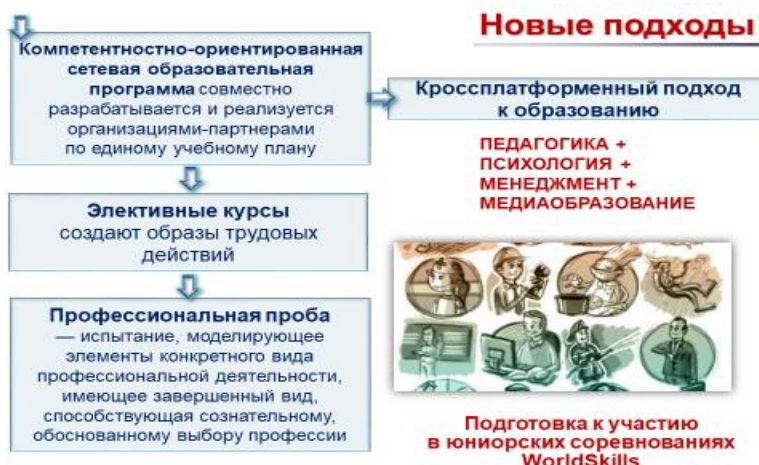 Новые подходы
Компетентностно-ориентированная
сетевая образовательная
программа совместно
разрабатывается и реализуется
организациями-партнерами
по единому учебному плану
Кроссплатформенный подход
к образованию
ПЕДАГОГИКА +
ПСИХОЛОГИЯ +
МЕНЕДЖМЕНТ +
МЕДИАОБРАЗОВАНИЕ
Элективные курсы
создают образы трудовых
действий
Профессиональная проба
— испытание, моделирующее
элементы конкретного вида
профессиональной деятельности,
имеющее завершенный вид,
способствующая сознательному,
обоснованному выбору профессии
Подготовка к участию
в юниорских соревнованиях
WorldSkills